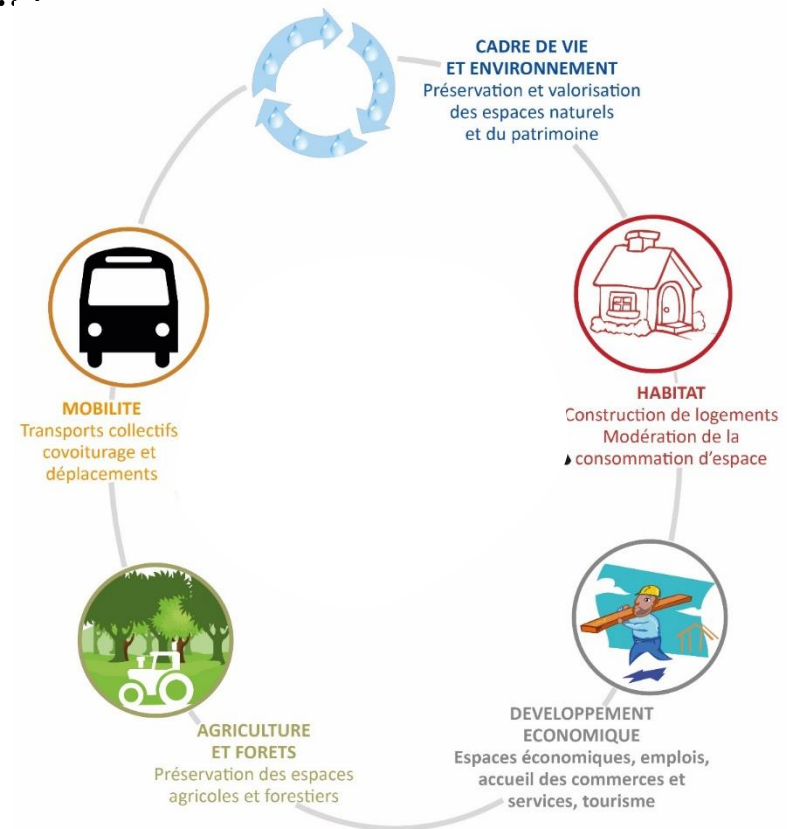 CADRE DE VIE
ET ENVIRONNEMENT
Préservation et valorisation
des espaces naturels
et du patrimoine
HABITAT
Construction de logements
Modération de la
consommation d'espace
MOBILITE
Transports collectifs
covoiturage et
déplacements
DEVELOPPEMENT
ECONOMIQUE
Espaces économiques, emplois,
accueil des commerces et
services, tourisme
AGRICULTURE
ET FORETS
Préservation des espaces
agricoles et forestiers